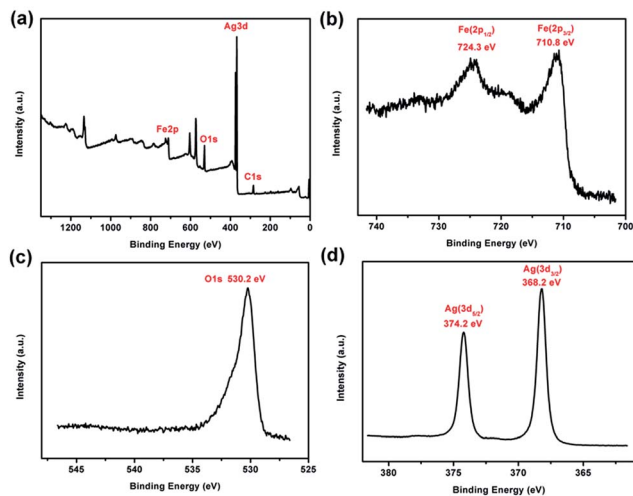 (a)
Ag3d
Fe2p
O1s
C1s
Intensity (a.u.)
1200 1000 800 600 400 200 0
Binding Energy (eV)
(b)
Fe(2p1/2)
724.3 eV
Fe(2p3/2)
710.8 eV
Intensity (a.u.)
740 730 720 710 700
Binding Energy (eV)
(c)
O1s 530.2 eV
Intensity (a.u.)
545 540 535 530 525
Binding Energy (eV)
(d)
Ag(3d5/2)
374.2 eV
Ag(3d3/2)
368.2 eV
Intensity (a.u.)
380 375 370 365
Binding Energy (eV)